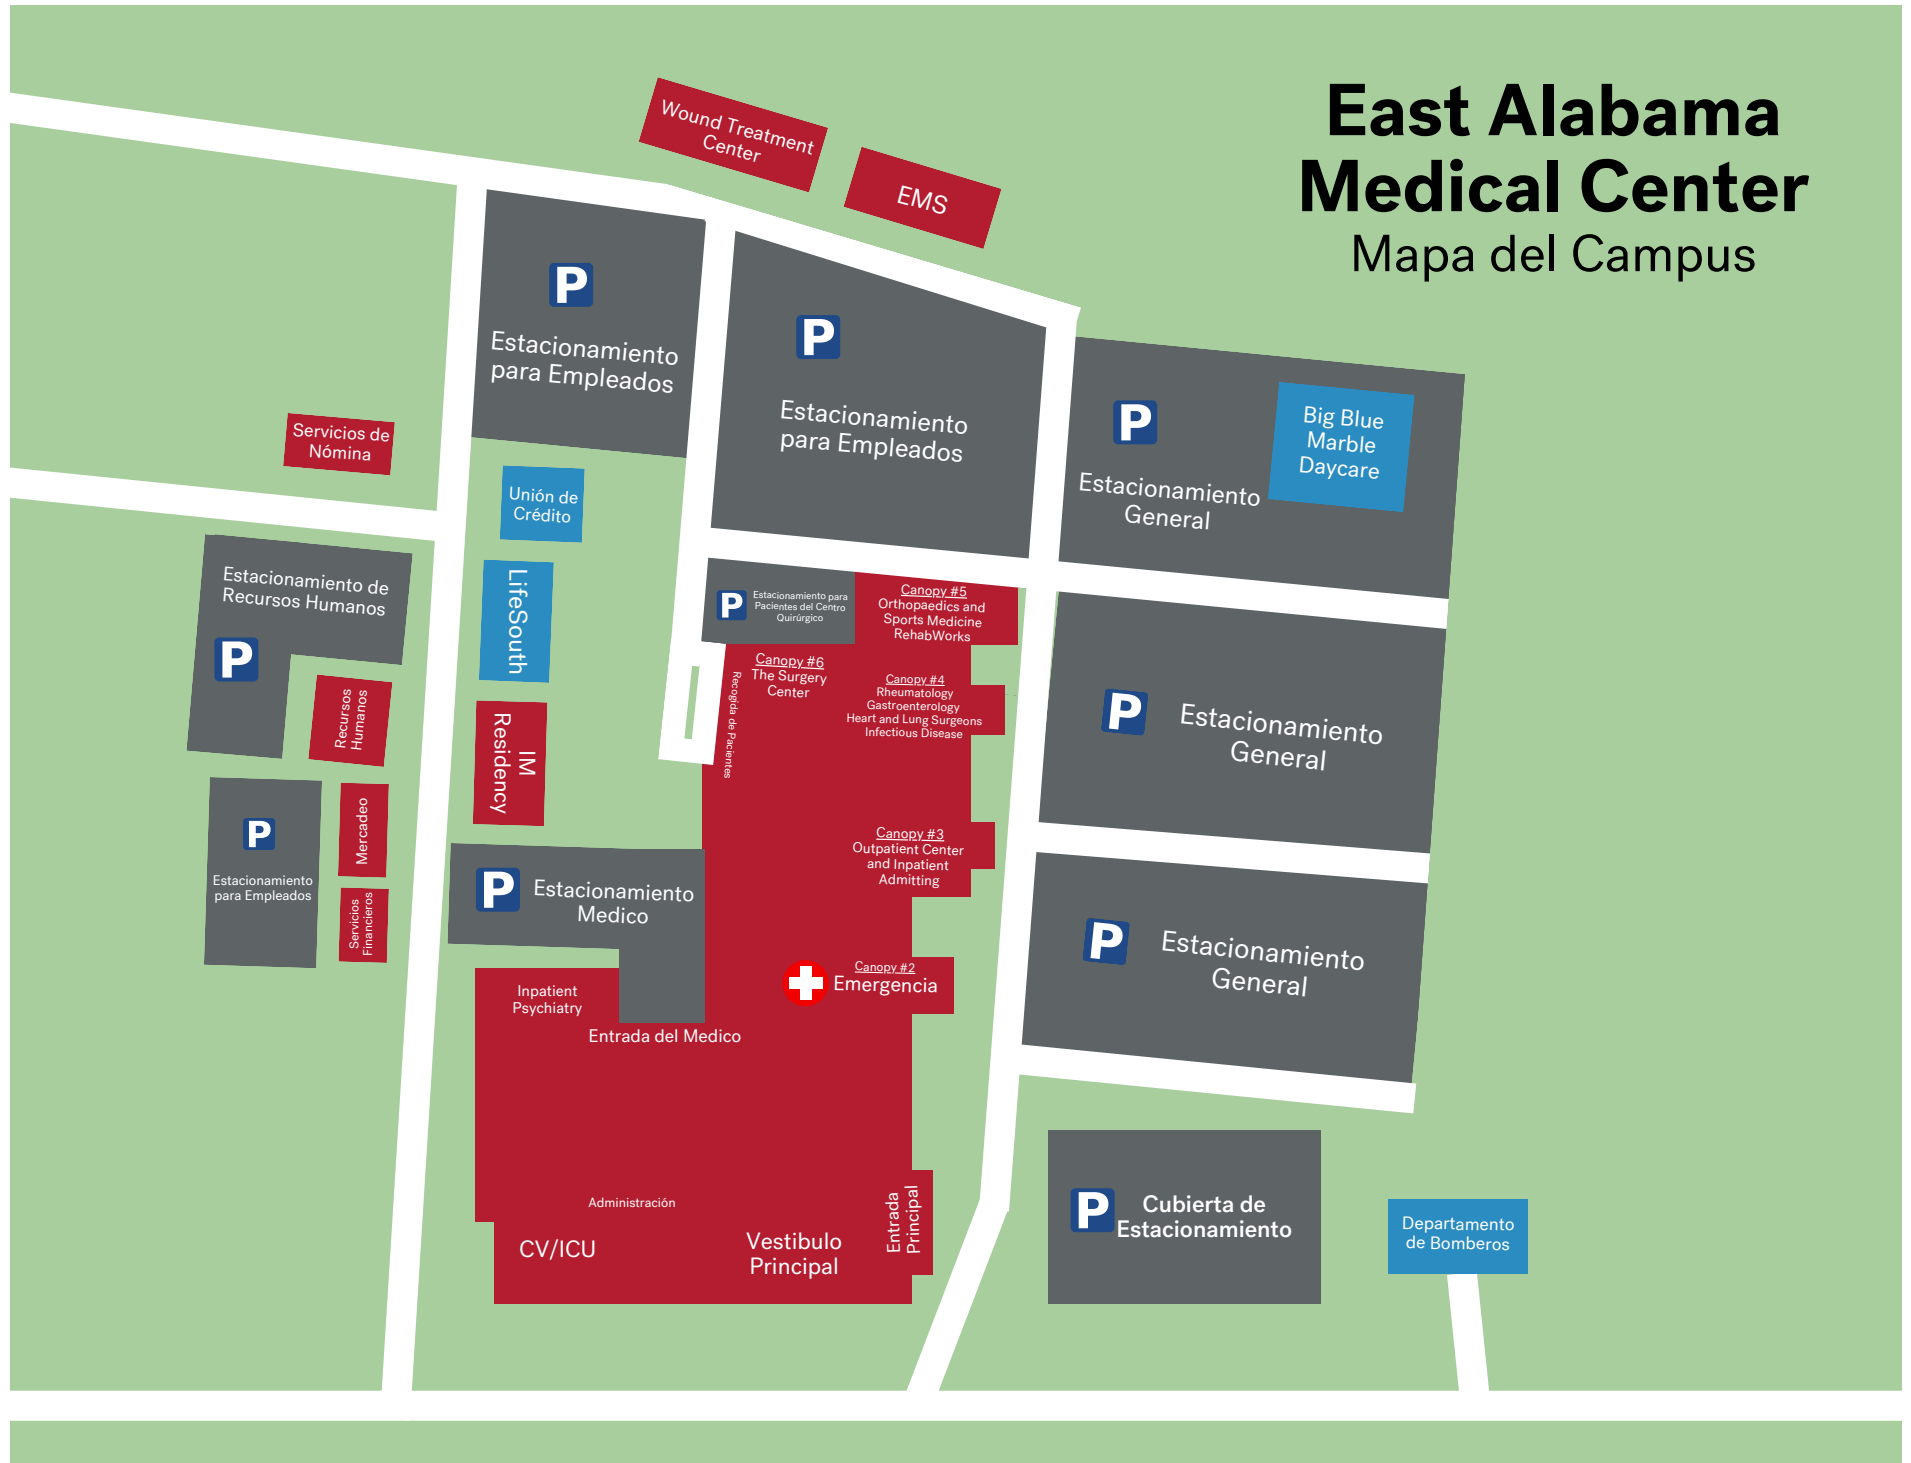 East Alabama
Medical Center
Mapa del Campus
Wound Treatment
Center
EMS
P
Estacionamiento
para Empleados
P
Estacionamiento
para Empleados
P
Estacionamiento
General
Big Blue
Marble
Daycare
Servicios de
Nómina
Unión de
Crédito
LifeSouth
IM
Residency
Estacionamiento de
Recursos Humanos
P
Recursos
Humanos
P
Estacionamiento
para Empleados
Mercadeo
Servicios
Financieros
P
Estacionamiento para
Pacientes del Centro
Quirúrgico
Canopy #5
Orthopaedics and
Sports Medicine
RehabWorks
Canopy #6
The Surgery
Center
Recogida de Pacientes
Canopy #4
Rheumatology
Gastroenterology
Heart and Lung Surgeons
Infectious Disease
P
Estacionamiento
General
Canopy #3
Outpatient Center
and Inpatient
Admitting
P
Estacionamiento
Medico
P
Estacionamiento
General
Canopy #2
Emergencia
Inpatient
Psychiatry
Entrada del Medico
Administración
CV/ICU
Vestibulo
Principal
Entrada
Principal
P
Cubierta de
Estacionamiento
Departamento
de Bomberos